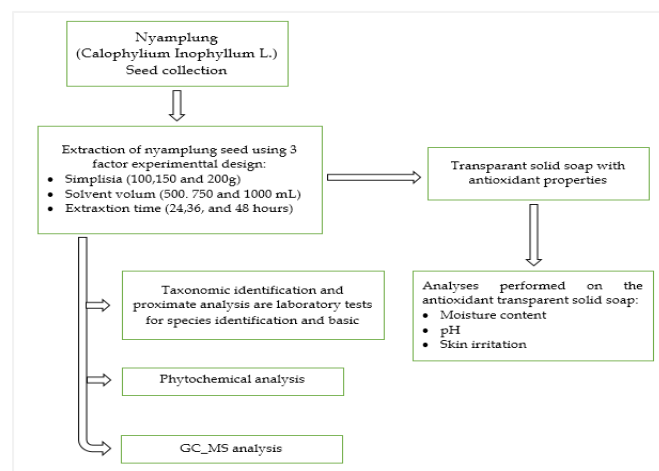 Nyamplung
(Calophylium Inophyllum L.)
Seed collection
Extraction of nyamplung seed using 3
factor experimenttal design:
• Simplisia (100,150 and 200g)
• Solvent volum (500. 750 and 1000 mL)
• Extraxtion time (24,36, and 48 hours)
Transparant solid soap with
antioxidant properties
Taxonomic identification and
proximate analysis are laboratory tests
for species identification and basic
Analyses performed on the
antioxidant transparent solid soap:
• Moisture content
• pH
• Skin irritation
Phytochemical analysis
GC_MS analysis